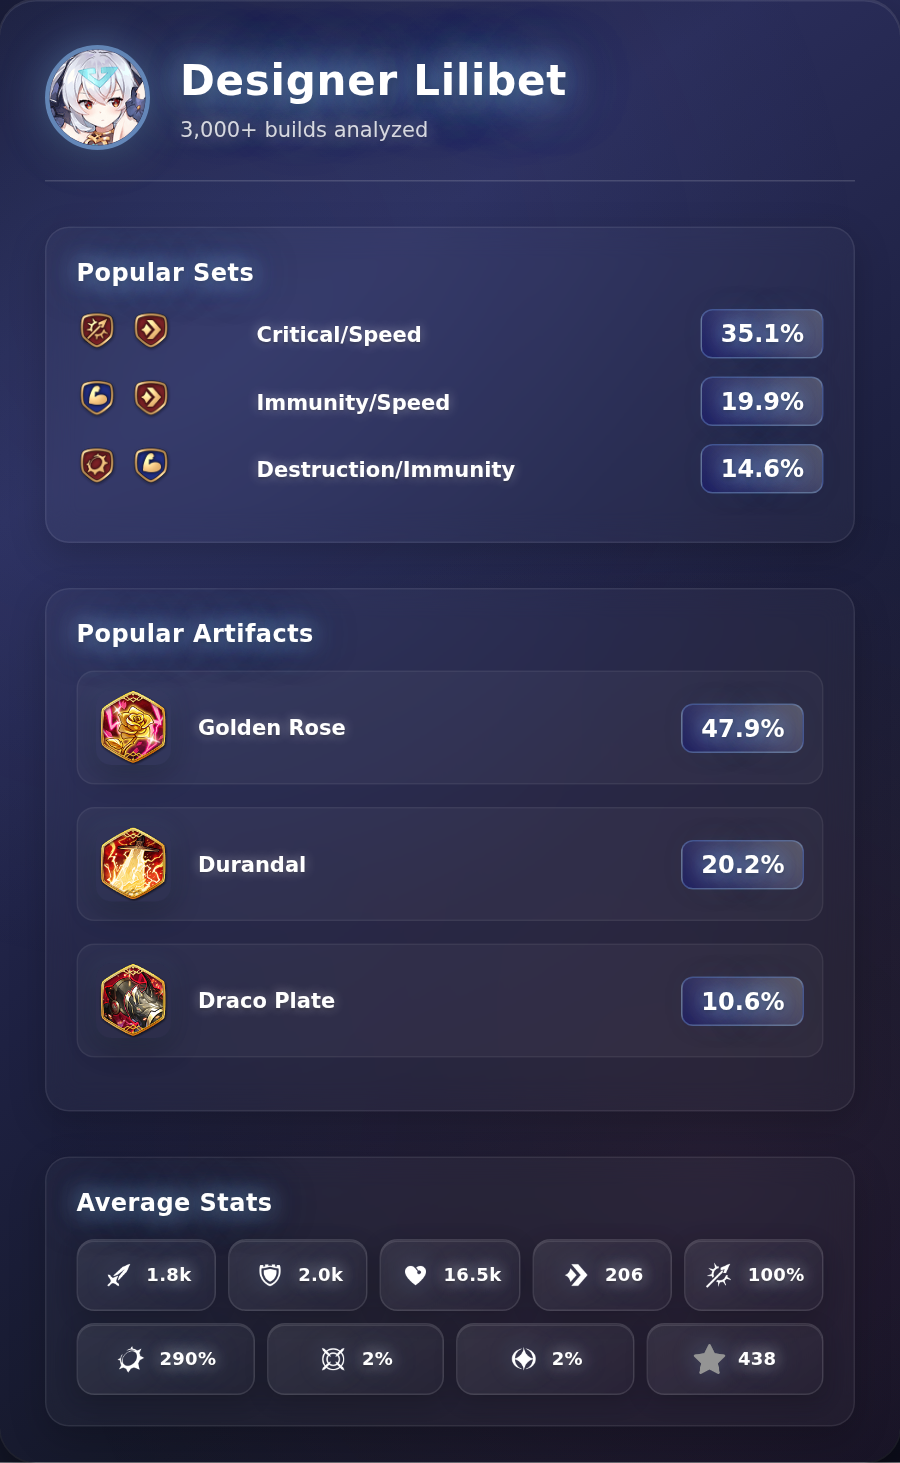 Designer Lilibet
3,000+ builds analyzed
Popular Sets
Critical/Speed 35.1%
Immunity/Speed 19.9%
Destruction/Immunity 14.6%
Popular Artifacts
Golden Rose 47.9%
Durandal 20.2%
Draco Plate 10.6%
Average Stats
1.8k 2.0k 16.5k 206 100%
290% 2% 2% 438